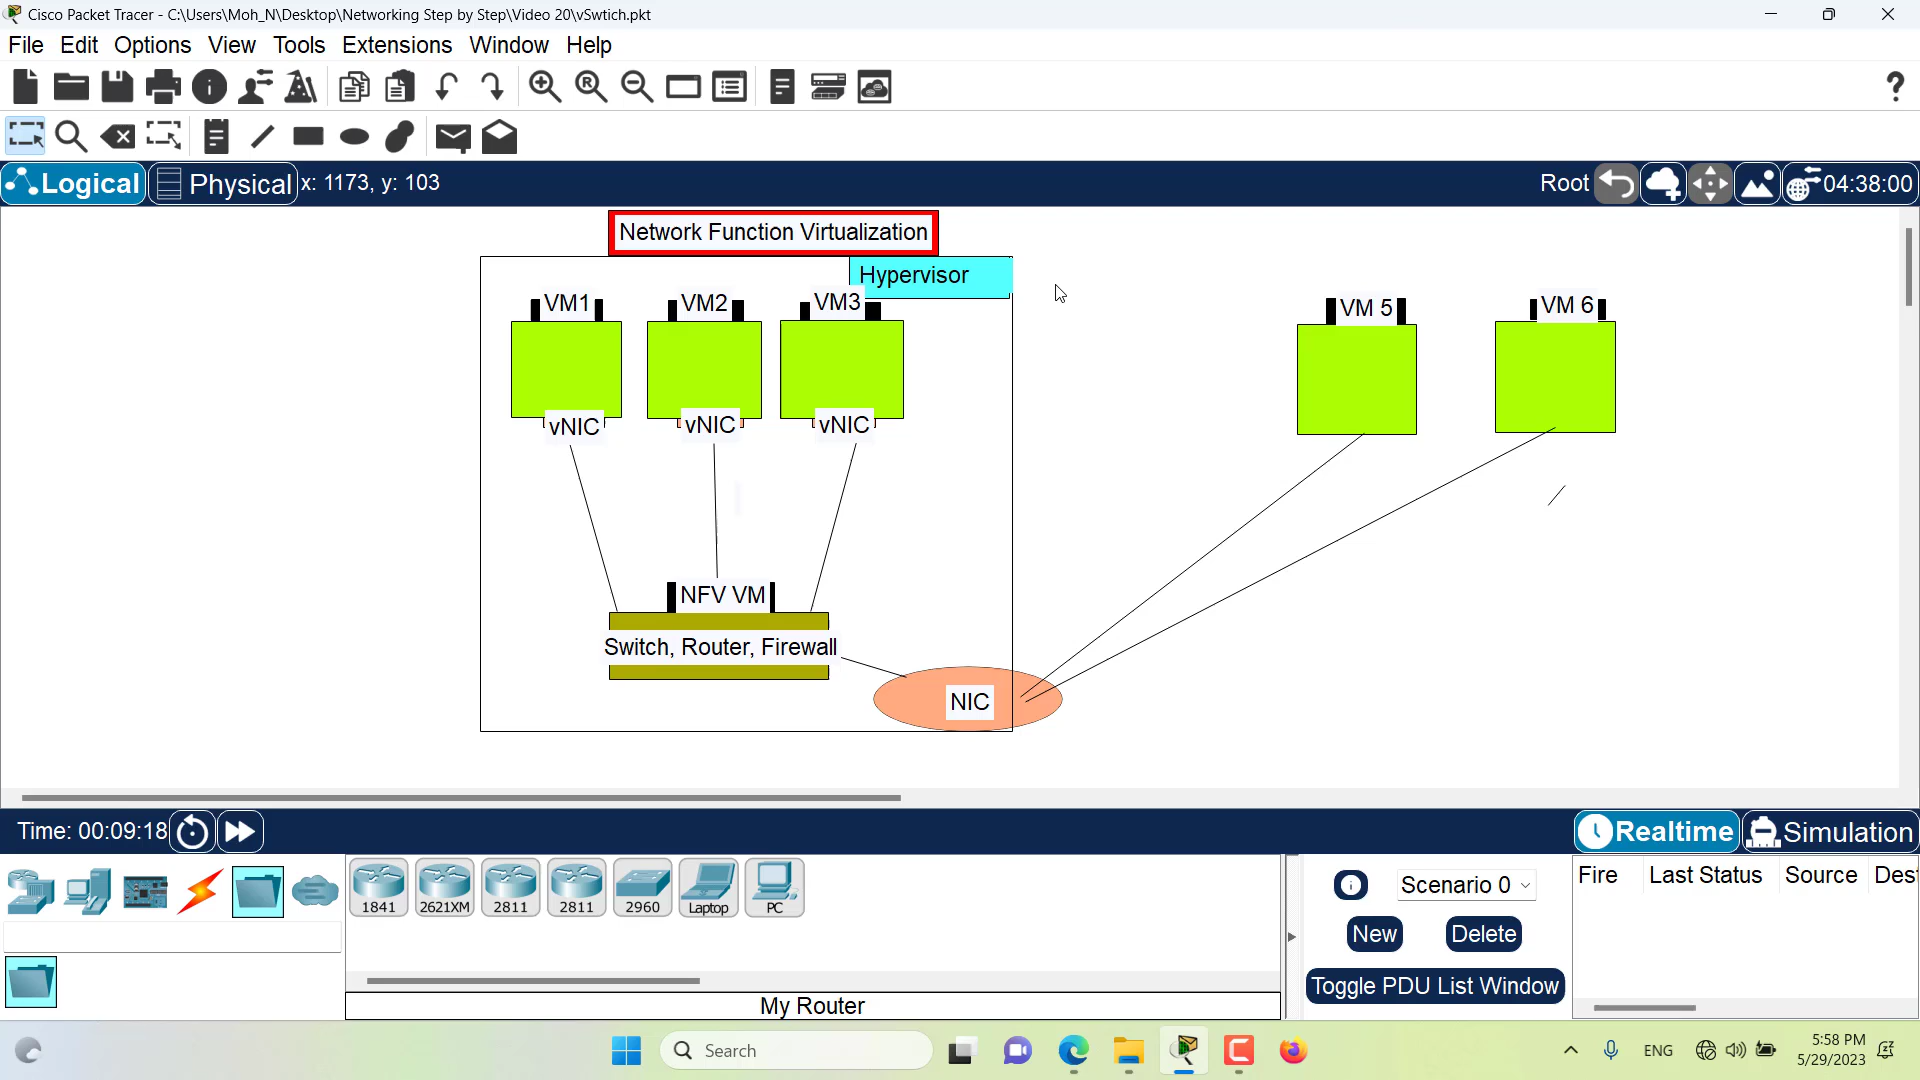 Cisco Packet Tracer - C:\Users\Moh_N\Desktop\Networking Step by Step\Video 20\vSwtich.pkt
File Edit Options View Tools Extensions Window Help
Logical Physical x: 1173, y: 103 Root 04:38:00
Network Function Virtualization
Hypervisor
VM1 VM2 VM3 VM 5 VM 6
vNIC vNIC vNIC
NFV VM
Switch, Router, Firewall
NIC
Time: 00:09:18 Realtime Simulation
1841 2621XM 2811 2811 2960 Laptop PC
Scenario 0
New Delete
Toggle PDU List Window
Fire Last Status Source Dest
My Router
Search
ENG
5:58 PM
5/29/2023